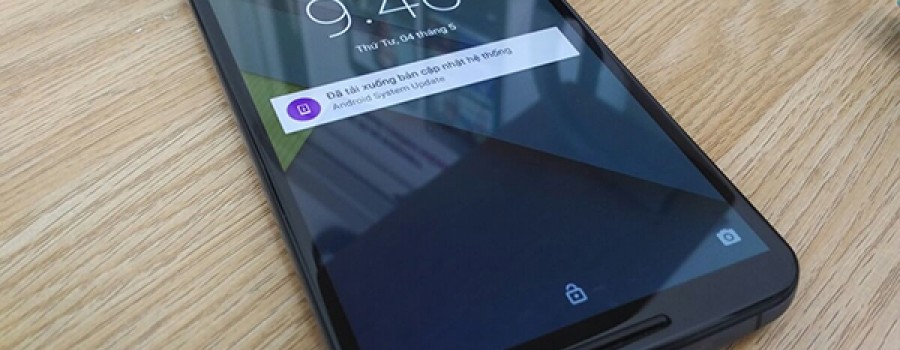 Thứ Tư, 04 tháng 5
Đã tải xuống bản cập nhật hệ thống
Android System Update